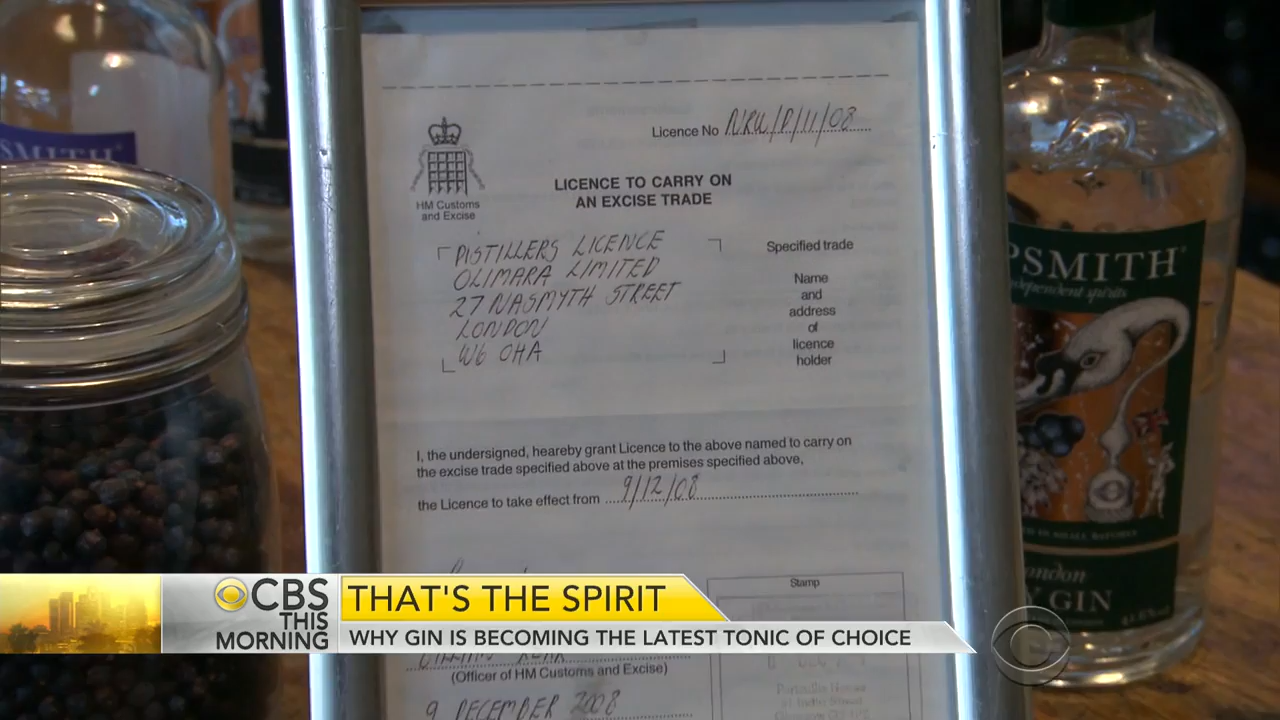 Licence No NRU/D/11/08
HM Customs
and Excise
LICENCE TO CARRY ON
AN EXCISE TRADE
DISTILLERS LICENCE
OLIMARA LIMITED
27 NASMYTH STREET
LONDON
W6 OHA
Specified trade
Name
and
address
of
licence
holder
I, the undersigned, hereby grant Licence to the above named to carry on
the excise trade specified above at the premises specified above,
the Licence to take effect from 9/12/08
Stamp
(Officer of HM Customs and Excise)
9 DECEMBER 2008
SMITH
PSMITH
independent spirits
GIN
CBS
THIS
MORNING
THAT'S THE SPIRIT
WHY GIN IS BECOMING THE LATEST TONIC OF CHOICE